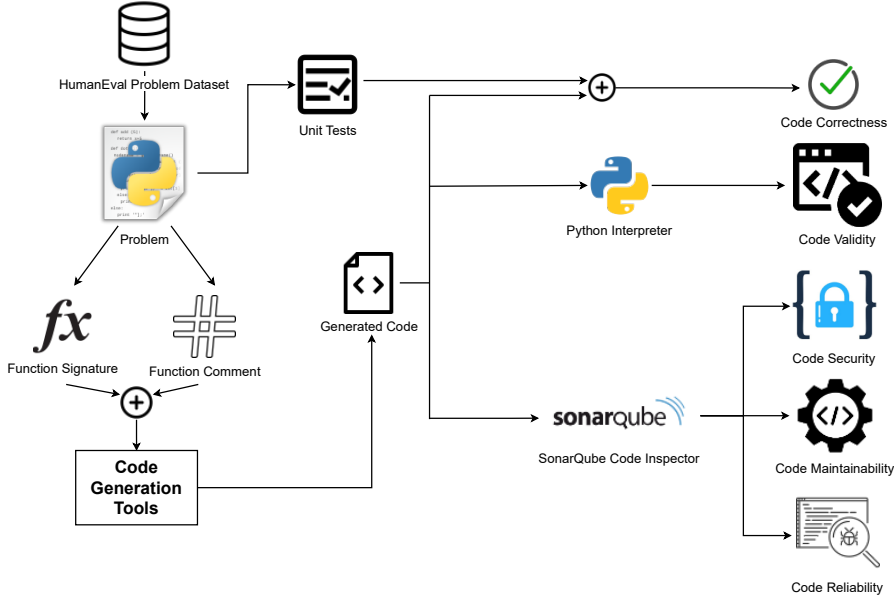 HumanEval Problem Dataset
Unit Tests
Code Correctness
Problem
Python Interpreter
Code Validity
Generated Code
Function Signature
Function Comment
fx
Code Security
Code
Generation
Tools
sonarqube
SonarQube Code Inspector
Code Maintainability
Code Reliability